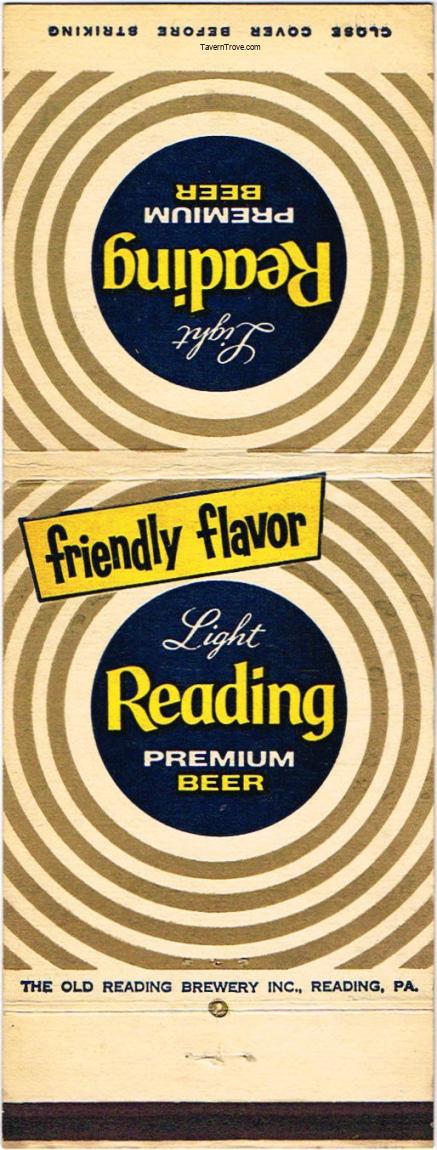 CLOSE COVER BEFORE STRIKING
TavernTrove.com
Light
Reading
PREMIUM
BEER
friendly flavor
Light
Reading
PREMIUM
BEER
THE OLD READING BREWERY INC., READING, PA.